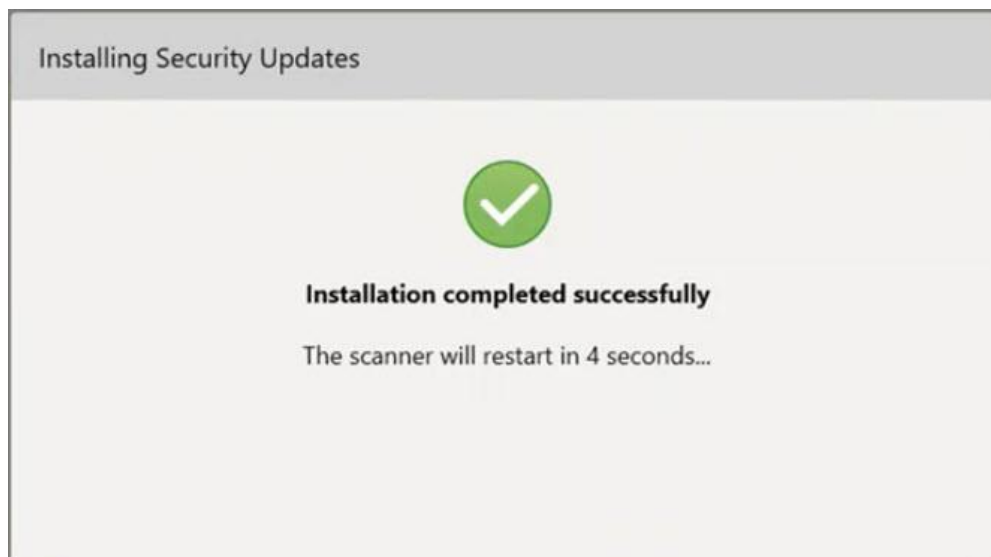 Installing Security Updates
Installation completed successfully
The scanner will restart in 4 seconds...